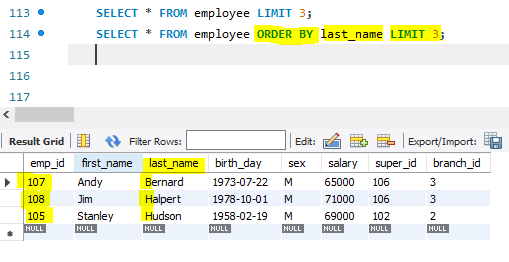 113 SELECT * FROM employee LIMIT 3;
114 SELECT * FROM employee ORDER BY last_name LIMIT 3;
115
116
117
Result Grid Filter Rows: Edit: Export/Import:
emp_id first_name last_name birth_day sex salary super_id branch_id
107 Andy Bernard 1973-07-22 M 65000 106 3
108 Jim Halpert 1978-10-01 M 71000 106 3
105 Stanley Hudson 1958-02-19 M 69000 102 2
NULL NULL NULL NULL NULL NULL NULL NULL